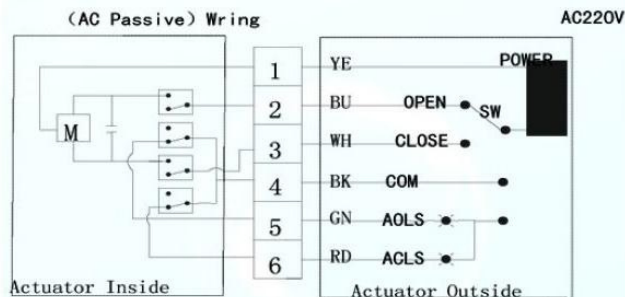 (AC Passive) Wring
AC220V
1 YE POWER
2 BU OPEN SW
3 WH CLOSE
4 BK COM
5 GN AOLS
6 RD ACLS
M
Actuator Inside
Actuator Outside